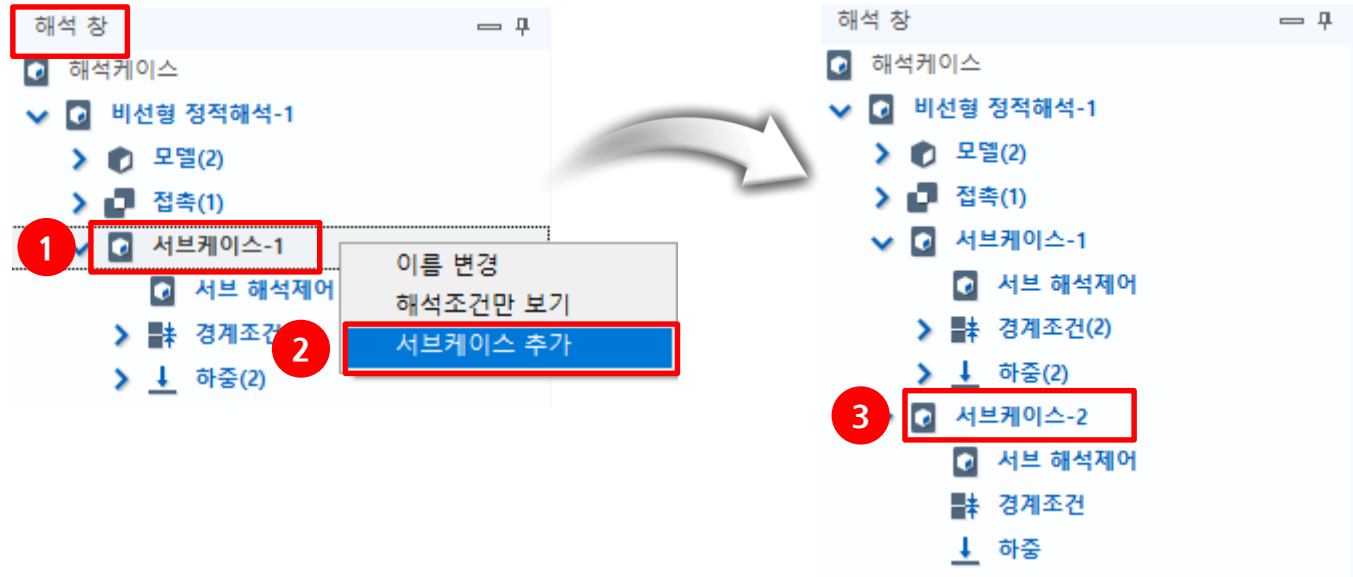 해석 창
해석케이스
비선형 정적해석-1
모델(2)
접촉(1)
1
서브케이스-1
이름 변경
서브 해석제어
해석조건만 보기
경계조건
2
서브케이스 추가
하중(2)
해석 창
해석케이스
비선형 정적해석-1
모델(2)
접촉(1)
서브케이스-1
서브 해석제어
경계조건(2)
하중(2)
3
서브케이스-2
서브 해석제어
경계조건
하중